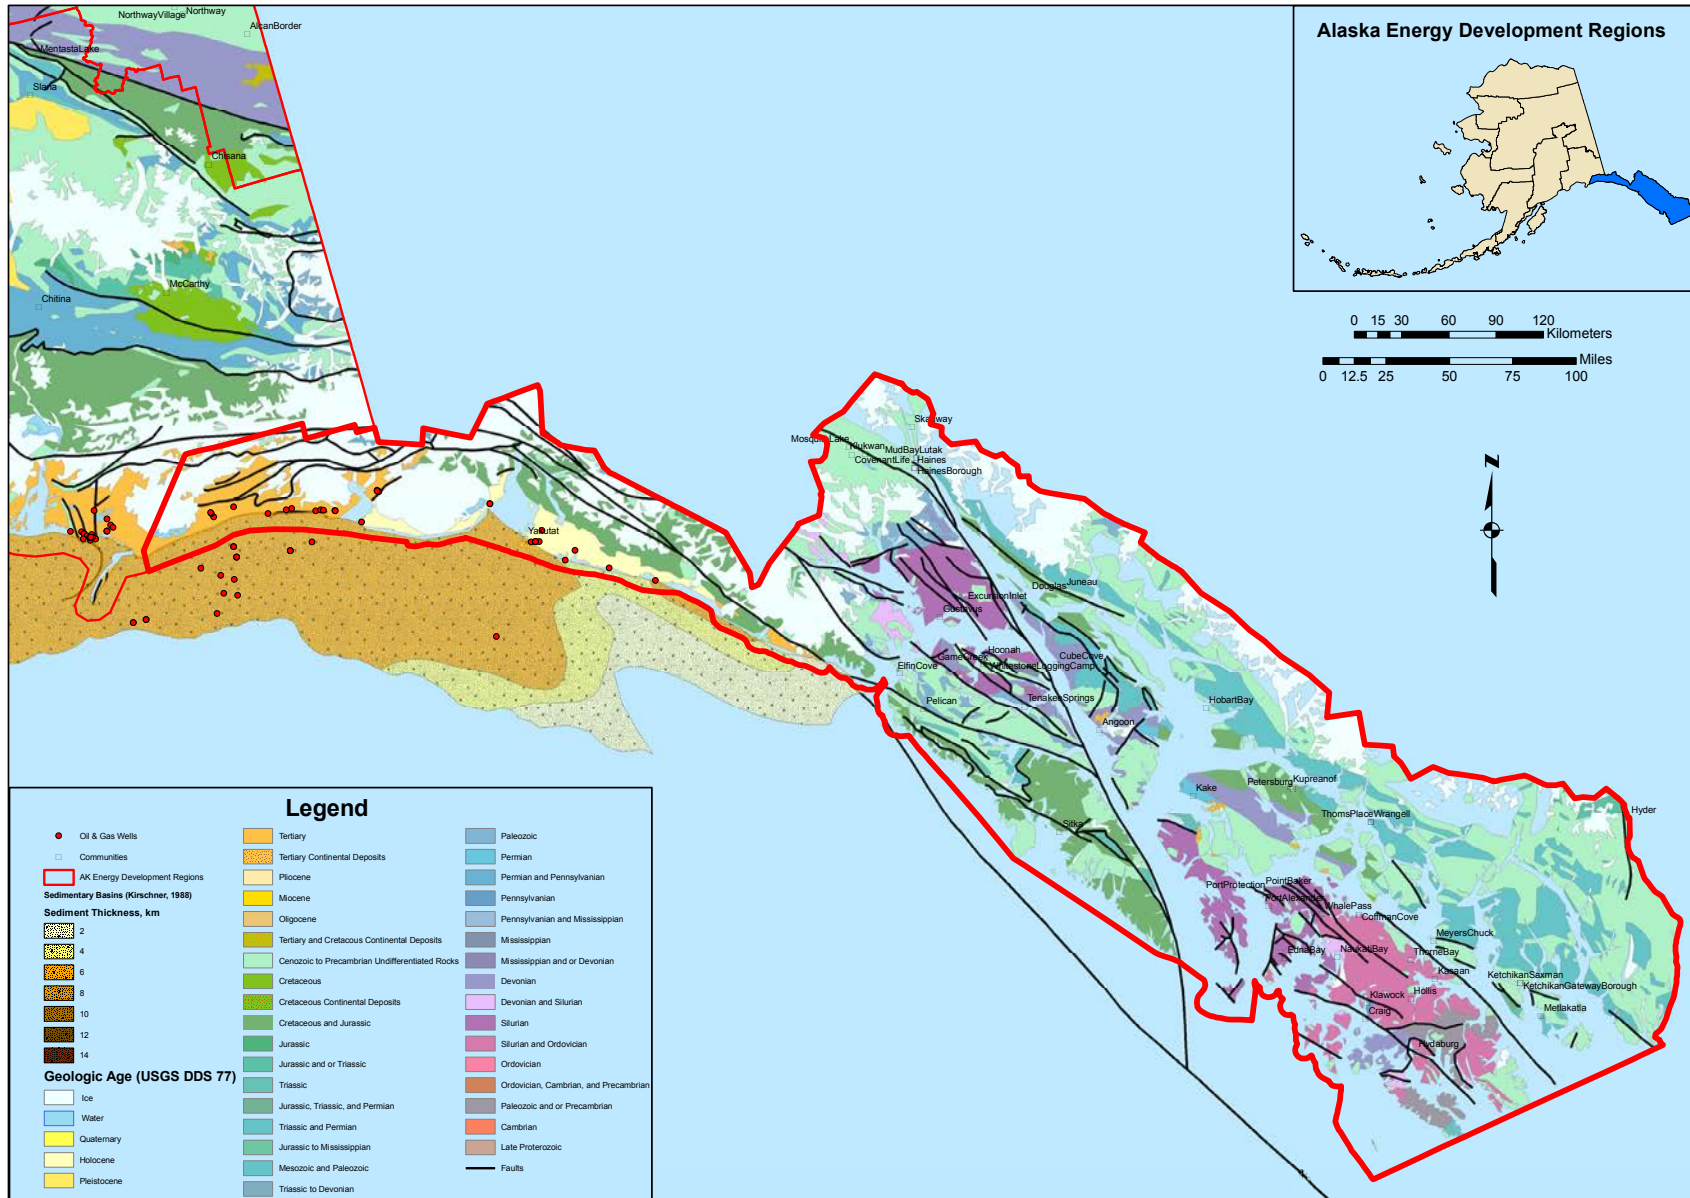 NorthwayVillage Northway
AlcanBorder
MentastaLake
Slana
Chisana
McCarthy
Chitina
Alaska Energy Development Regions
0 15 30 60 90 120
Kilometers
Miles
0 12.5 25 50 75 100
N
Skagway
MosquitoLake
Klukwan
MudBayLutak
CovenantLife
Haines
HainesBorough
Yakutat
Douglas
Juneau
ExcursionInlet
Gustavus
Hoonah
GameCreek
WhitestoneLoggingCamp
CubeCove
ElfinCove
TenakeeSprings
Pelican
HobartBay
Angoon
Petersburg
Kupreanof
Kake
ThomsPlaceWrangell
Hyder
Sitka
PortProtection
PointBaker
PortAlexander
WhalePass
CoffmanCove
MeyersChuck
EdnaBay
NaukatiBay
ThorneBay
Kasaan
KetchikanSaxman
KetchikanGatewayBorough
Klawock
Hollis
Craig
Metlakatla
Hydaburg
Legend
Oil & Gas Wells
Communities
AK Energy Development Regions
Sedimentary Basins (Kirschner, 1988)
Sediment Thickness, km
2
4
6
8
10
12
14
Geologic Age (USGS DDS 77)
Ice
Water
Quaternary
Holocene
Pleistocene
Tertiary
Tertiary Continental Deposits
Pliocene
Miocene
Oligocene
Tertiary and Cretacous Continental Deposits
Cenozoic to Precambrian Undifferentiated Rocks
Cretaceous
Cretaceous Continental Deposits
Cretaceous and Jurassic
Jurassic
Jurassic and or Triassic
Triassic
Jurassic, Triassic, and Permian
Triassic and Permian
Jurassic to Mississippian
Mesozoic and Paleozoic
Triassic to Devonian
Paleozoic
Permian
Permian and Pennsylvanian
Pennsylvanian
Pennsylvanian and Mississippian
Mississippian
Mississippian and or Devonian
Devonian
Devonian and Silurian
Silurian
Silurian and Ordovician
Ordovician
Ordovician, Cambrian, and Precambrian
Paleozoic and or Precambrian
Cambrian
Late Proterozoic
Faults